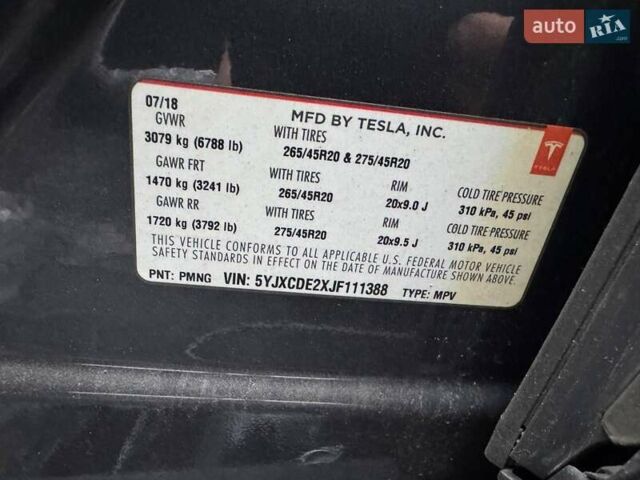 auto RIA .com
07/18
MFD BY TESLA, INC.
GVWR
WITH TIRES
3079 kg (6788 lb)
265/45R20 & 275/45R20
GAWR FRT
WITH TIRES
RIM
COLD TIRE PRESSURE
1470 kg (3241 lb)
265/45R20
20x9.0 J
310 kPa, 45 psi
GAWR RR
WITH TIRES
RIM
COLD TIRE PRESSURE
1720 kg (3792 lb)
275/45R20
20x9.5 J
310 kPa, 45 psi
THIS VEHICLE CONFORMS TO ALL APPLICABLE U.S. FEDERAL MOTOR VEHICLE
SAFETY STANDARDS IN EFFECT ON THE DATE OF MANUFACTURE SHOWN ABOVE.
PNT: PMNG VIN: 5YJXCDE2XJF111388 TYPE: MPV
TESLA